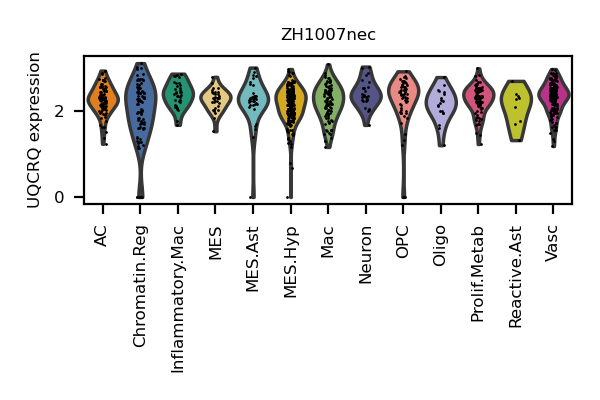 ZH1007nec
UQCRQ expression
2
0
AC
Chromatin.Reg
Inflammatory.Mac
MES
MES.Ast
MES.Hyp
Mac
Neuron
OPC
Oligo
Prolif.Metab
Reactive.Ast
Vasc